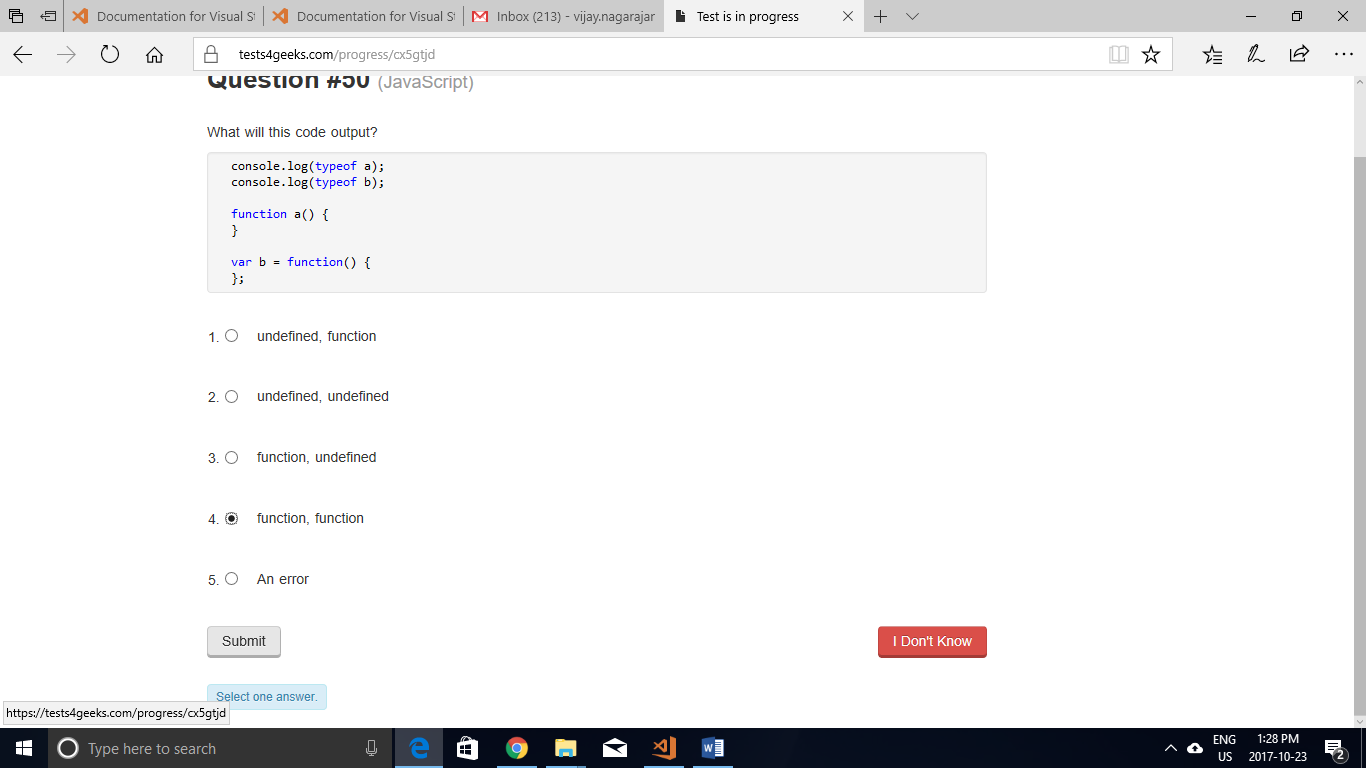 Documentation for Visual St
Documentation for Visual St
Inbox (213) - vijay.nagarajar
Test is in progress
tests4geeks.com/progress/cx5gtjd
Question #50 (JavaScript)
What will this code output?
console.log(typeof a);
console.log(typeof b);
function a() {
}
var b = function() {
};
1. undefined, function
2. undefined, undefined
3. function, undefined
4. function, function
5. An error
Submit
I Don't Know
Select one answer.
https://tests4geeks.com/progress/cx5gtjd
Type here to search
ENG
US
1:28 PM
2017-10-23
2